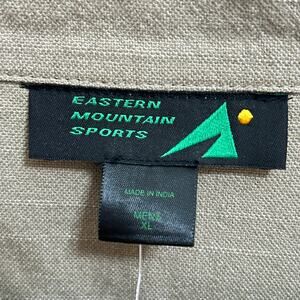 EASTERN
MOUNTAIN
SPORTS
MADE IN INDIA
MENS
XL